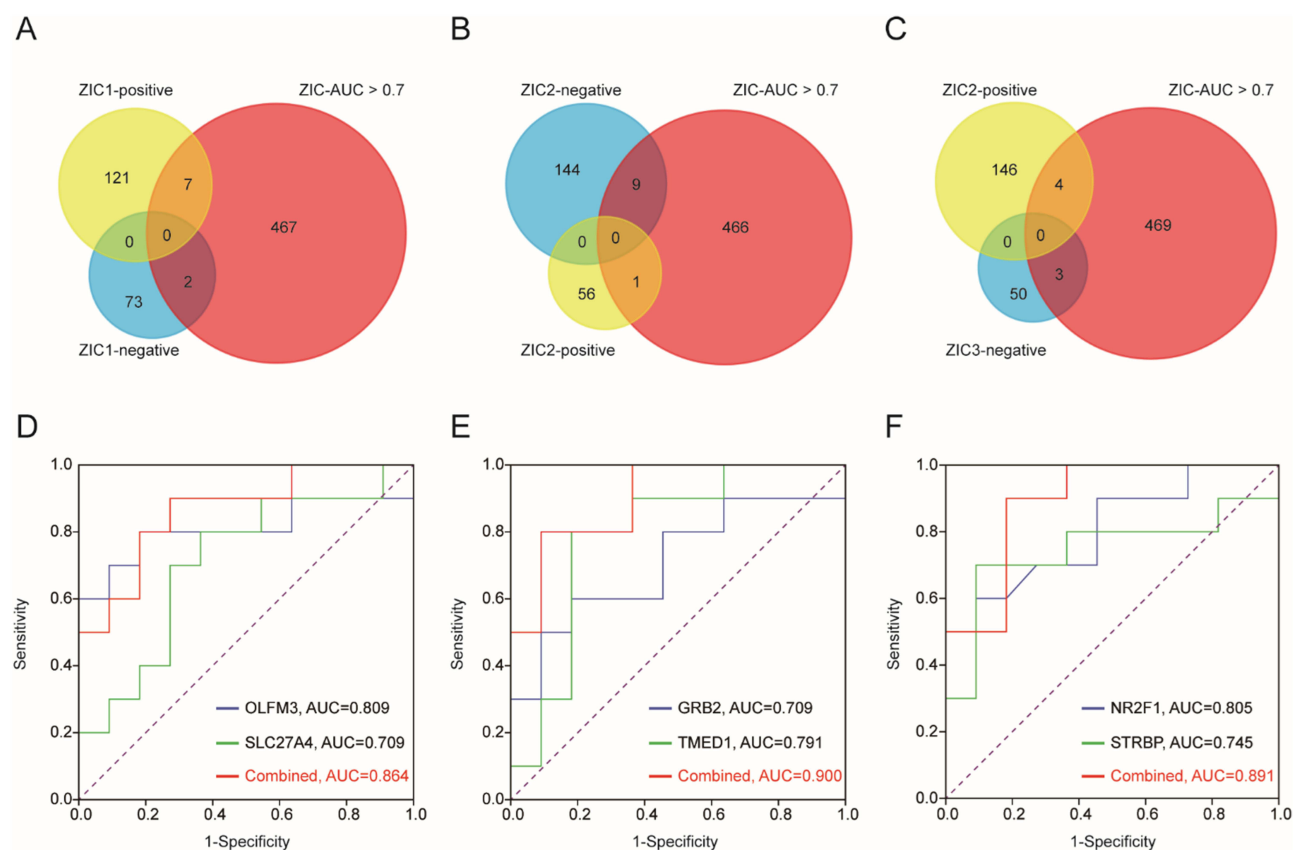 A
B
C
ZIC1-positive
ZIC-AUC > 0.7
ZIC2-negative
ZIC-AUC > 0.7
ZIC2-positive
ZIC-AUC > 0.7
121
7
467
0
0
73
2
ZIC1-negative
144
9
466
0
0
56
1
ZIC2-positive
146
4
469
0
0
50
3
ZIC3-negative
D
E
F
Sensitivity
1.0
0.8
0.6
0.4
0.2
0.0
OLFM3, AUC=0.809
SLC27A4, AUC=0.709
Combined, AUC=0.864
0.0
0.2
0.4
0.6
0.8
1.0
1-Specificity
Sensitivity
1.0
0.8
0.6
0.4
0.2
0.0
GRB2, AUC=0.709
TMED1, AUC=0.791
Combined, AUC=0.900
0.0
0.2
0.4
0.6
0.8
1.0
1-Specificity
Sensitivity
1.0
0.8
0.6
0.4
0.2
0.0
NR2F1, AUC=0.805
STRBP, AUC=0.745
Combined, AUC=0.891
0.0
0.2
0.4
0.6
0.8
1.0
1-Specificity